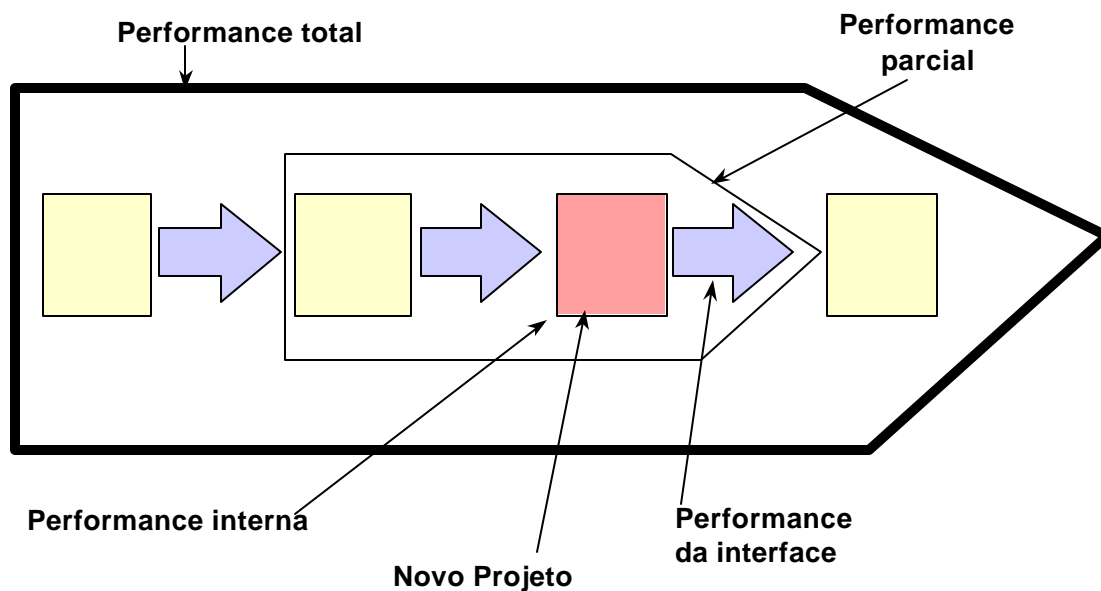 Performance total
Performance
parcial
Performance interna
Performance
da interface
Novo Projeto